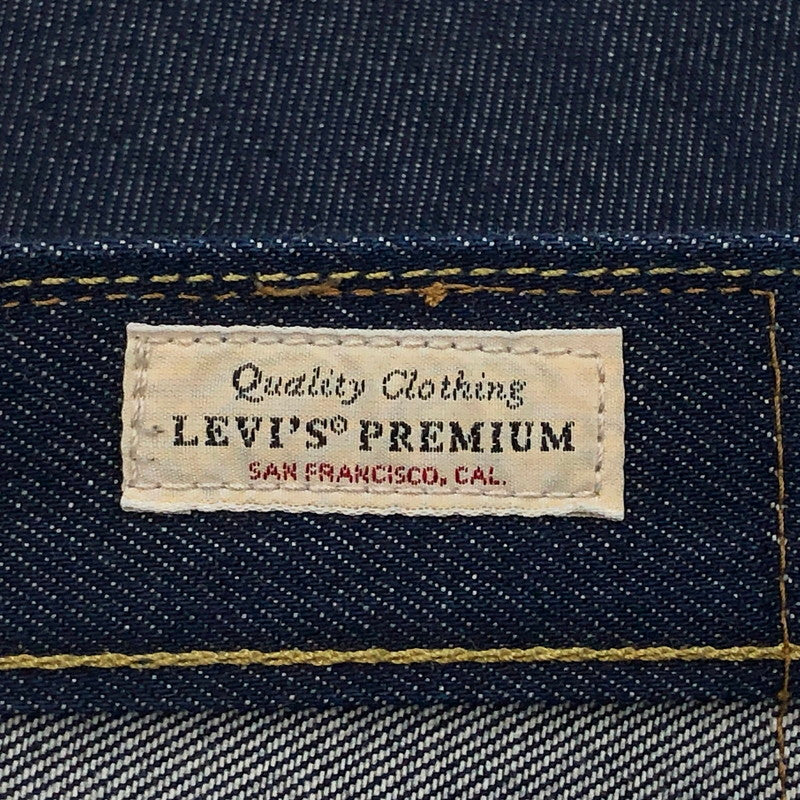 Quality Clothing
LEVI'S® PREMIUM
SAN FRANCISCO, CAL.